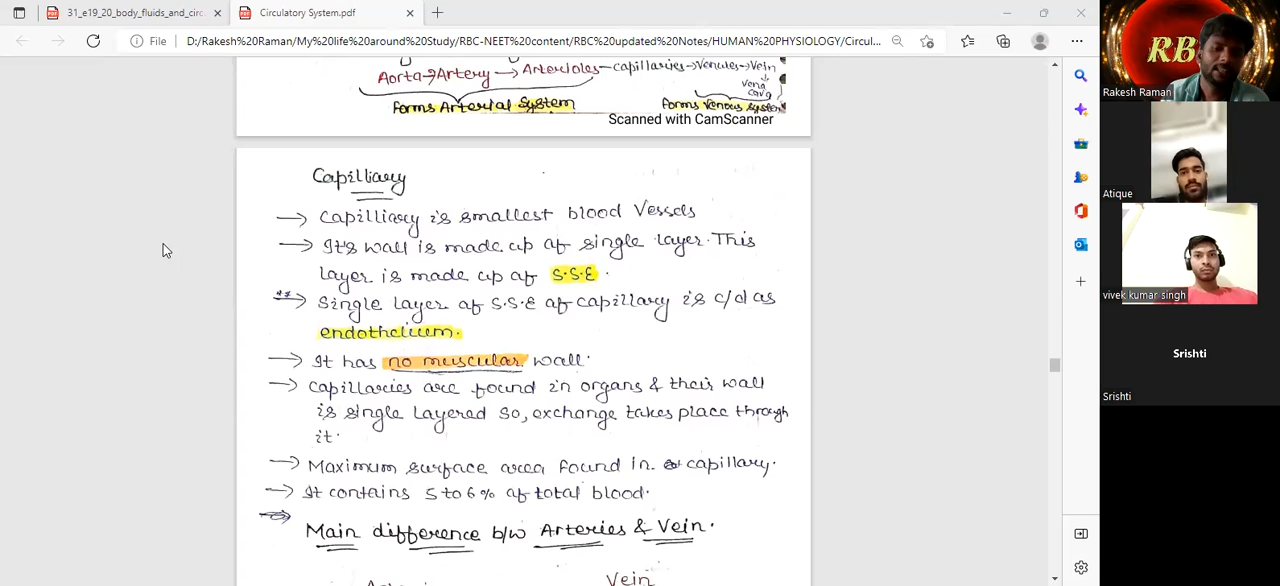 31_e19_20_body_fluids_and_circ
Circulatory System.pdf
File
D:/Rakesh%20Raman/My%20life%20around%20Study/RBC-NEET%20content/RBC%20updated%20Notes/HUMAN%20PHYSIOLOGY/Circul...
Aorta→Artery → Arterioles—capillaries→Venules→Vein
vena
cava
Forms Arterial System
Forms Venous System
Scanned with CamScanner
Capilliary
→ Capilliary is smallest blood Vessels
→ It's wall is made up of single layer. This
layer is made up of S.S.E.
** → Single layer of S.S.E of capillary is c/d as
endothelium.
→ It has no muscular wall.
→ Capillaries are found in organs & their wall
is single layered so, exchange takes place through
it.
→ Maximum surface area found in capillary.
→ It contains 5 to 6% of total blood.
Main difference b/w Arteries & Vein.
Vein
RB
Rakesh Raman
Atique
vivek kumar singh
Srishti
Srishti